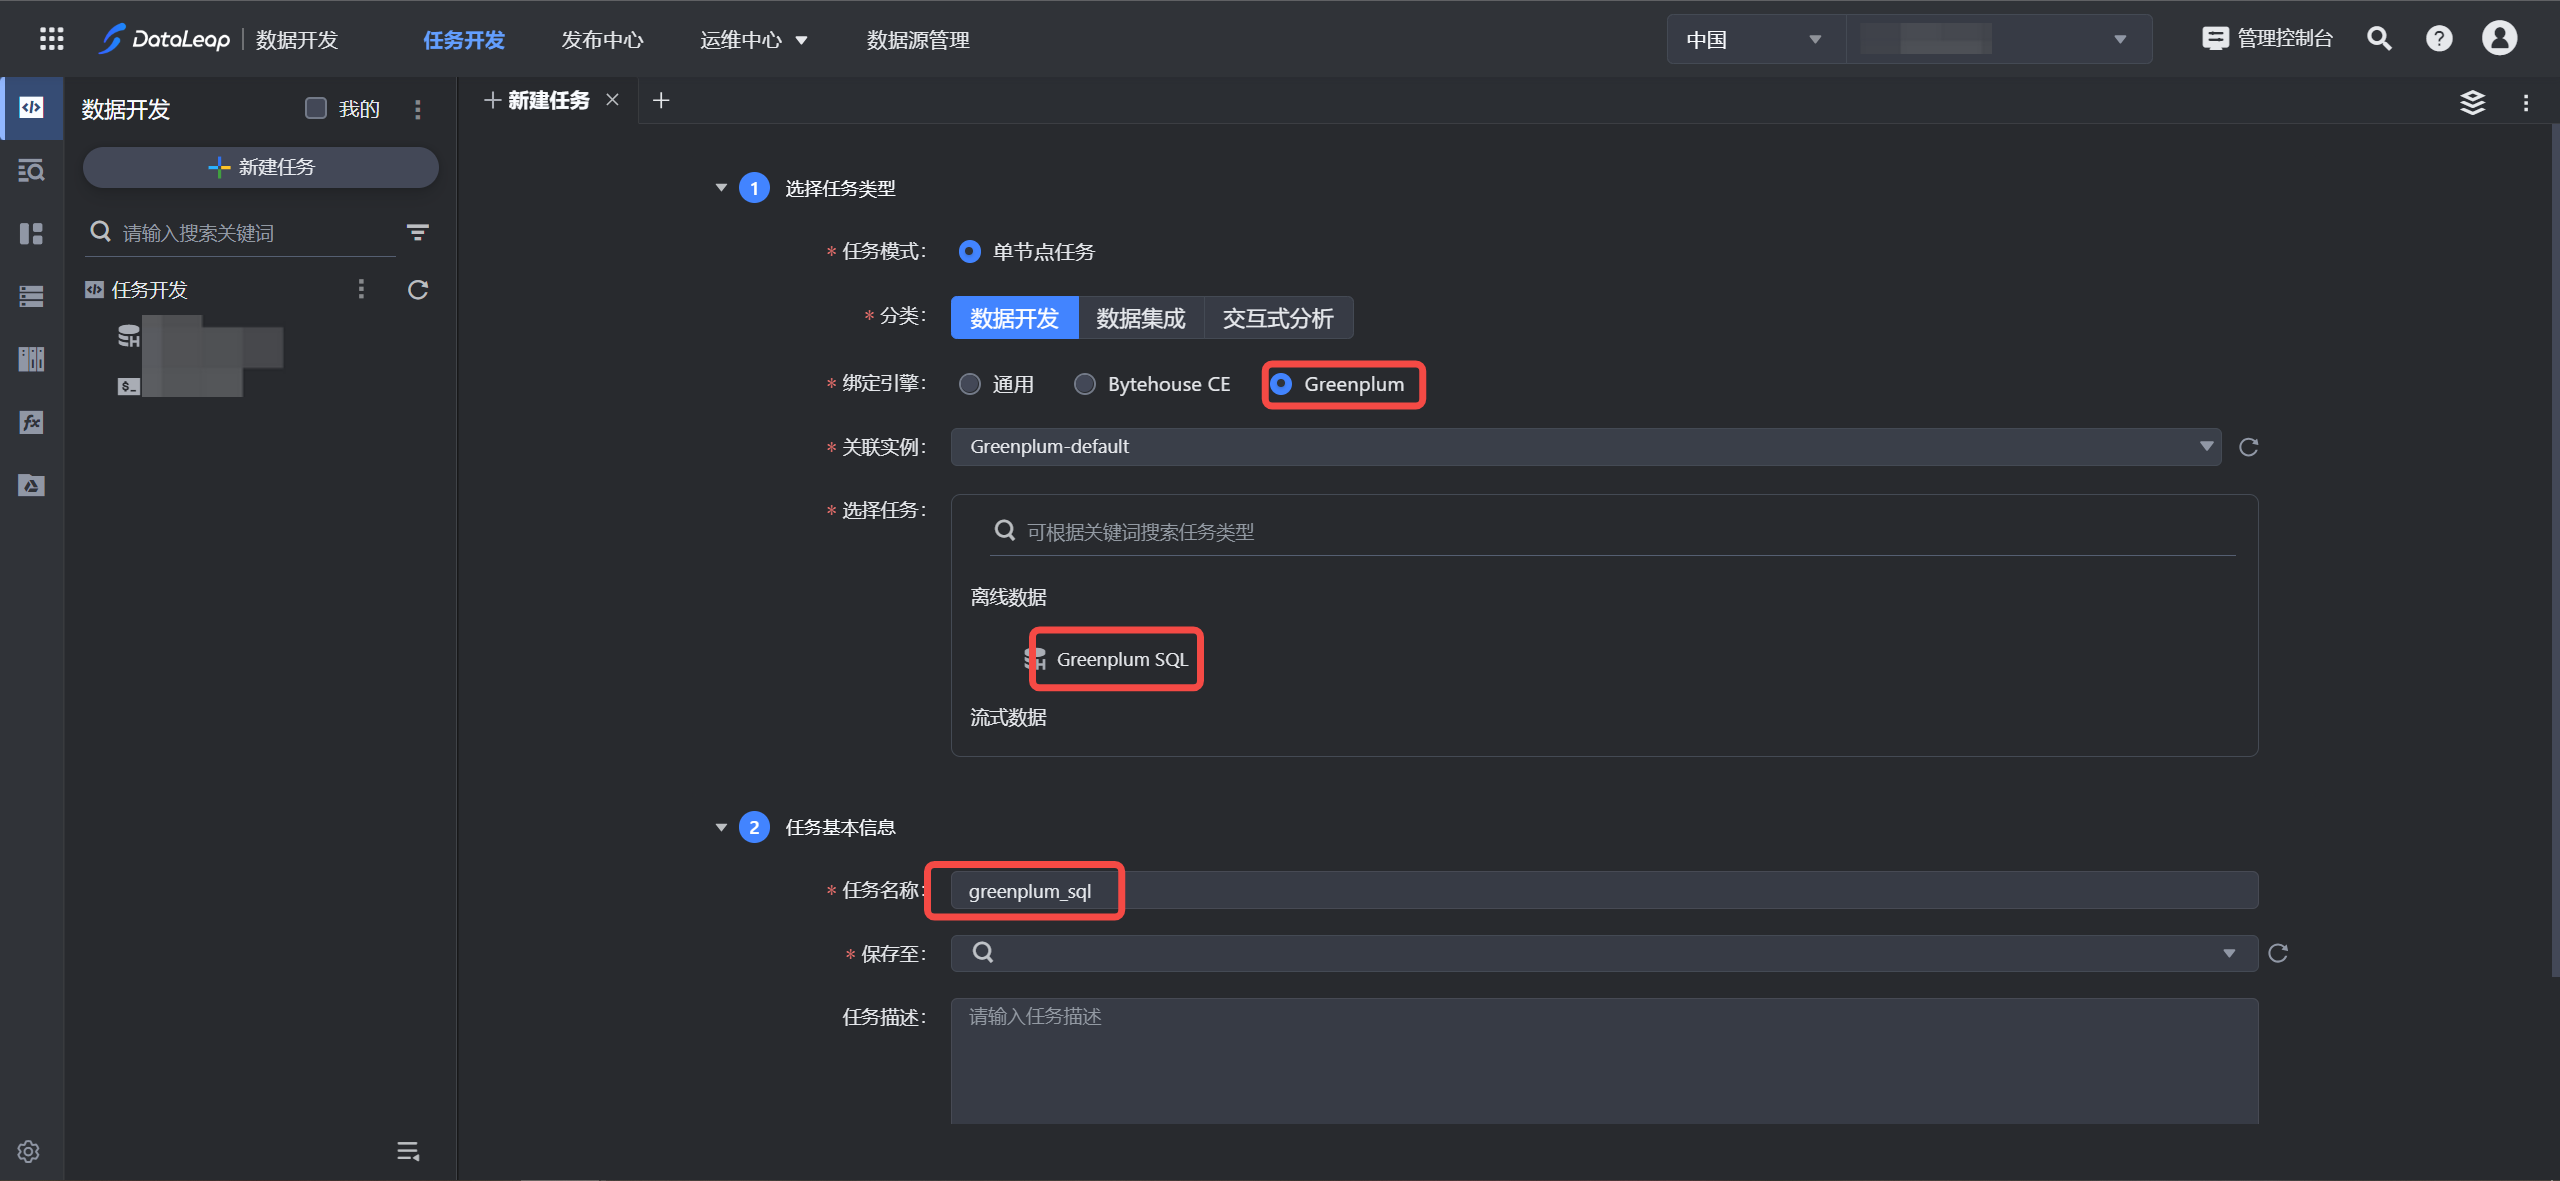 DataLeap 数据开发 任务开发 发布中心 运维中心 数据源管理 中国 管理控制台
数据开发 我的
新建任务
请输入搜索关键词
任务开发
新建任务
1 选择任务类型
* 任务模式: 单节点任务
* 分类: 数据开发 数据集成 交互式分析
* 绑定引擎: 通用 Bytehouse CE Greenplum
* 关联实例: Greenplum-default
* 选择任务: 可根据关键词搜索任务类型
离线数据
Greenplum SQL
流式数据
2 任务基本信息
* 任务名称: greenplum_sql
* 保存至:
任务描述: 请输入任务描述